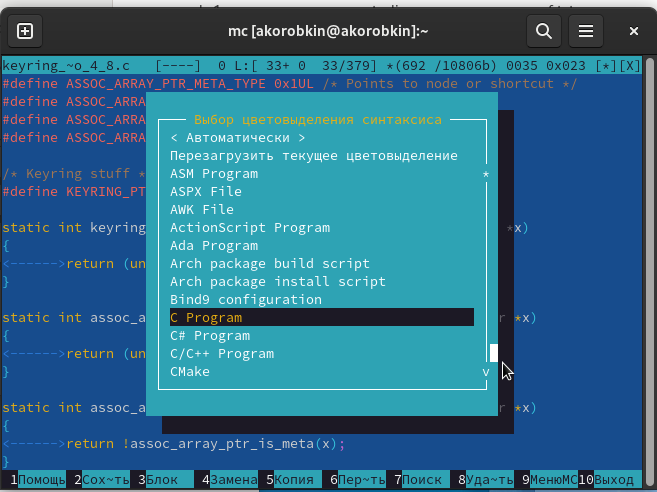 mc [akorobkin@akorobkin]:~
keyring_~o_4_8.c [----] 0 L:[ 33+ 0 33/379] *(692 /10806b) 0035 0x023 [*][X]
#define ASSOC_ARRAY_PTR_META_TYPE 0x1UL /* Points to node or shortcut */
#define ASSOC_ARRA
#define ASSOC_ARRA
#define ASSOC_ARRA
/* Keyring stuff *
#define KEYRING_PT
static int keyring *x)
{
<------>return (un
}
static int assoc_a r *x)
{
<------>return (un
}
static int assoc_a r *x)
{
<------>return !assoc_array_ptr_is_meta(x);
}
Выбор цветовыделения синтаксиса
< Автоматически >
Перезагрузить текущее цветовыделение
ASM Program *
ASPX File
AWK File
ActionScript Program
Ada Program
Arch package build script
Arch package install script
Bind9 configuration
C Program
C# Program
C/C++ Program
CMake v
1Помощь 2Сох~ть 3Блок 4Замена 5Копия 6Пер~ть 7Поиск 8Уда~ть 9МенюMC 10Выход